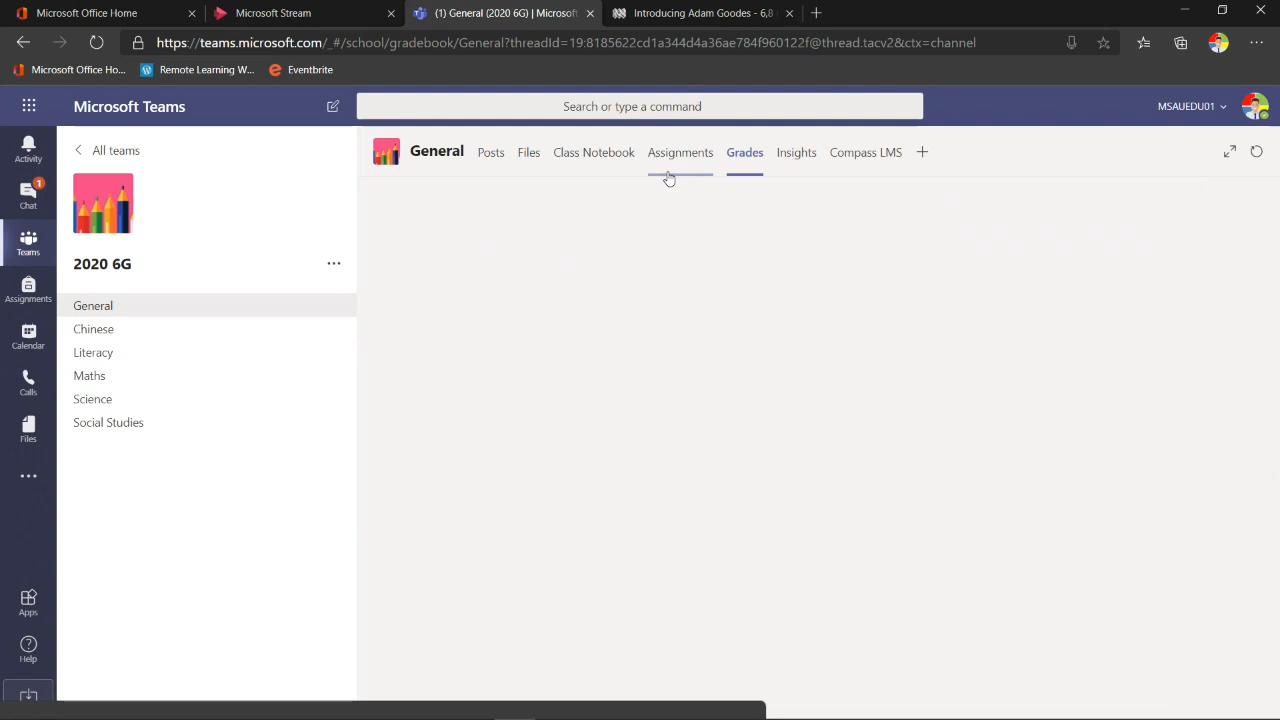 Microsoft Office Home
Microsoft Stream
(1) General (2020 6G) | Microsoft
Introducing Adam Goodes - 6,8
https://teams.microsoft.com/_#/school/gradebook/General?threadId=19:8185622cd1a344d4a36ae784f960122f@thread.tacv2&ctx=channel
Microsoft Office Ho...
Remote Learning W...
Eventbrite
Microsoft Teams
Search or type a command
MSAUEDU01
Activity
1
Chat
Teams
Assignments
Calendar
Calls
Files
Apps
Help
All teams
2020 6G
General
Chinese
Literacy
Maths
Science
Social Studies
General
Posts
Files
Class Notebook
Assignments
Grades
Insights
Compass LMS